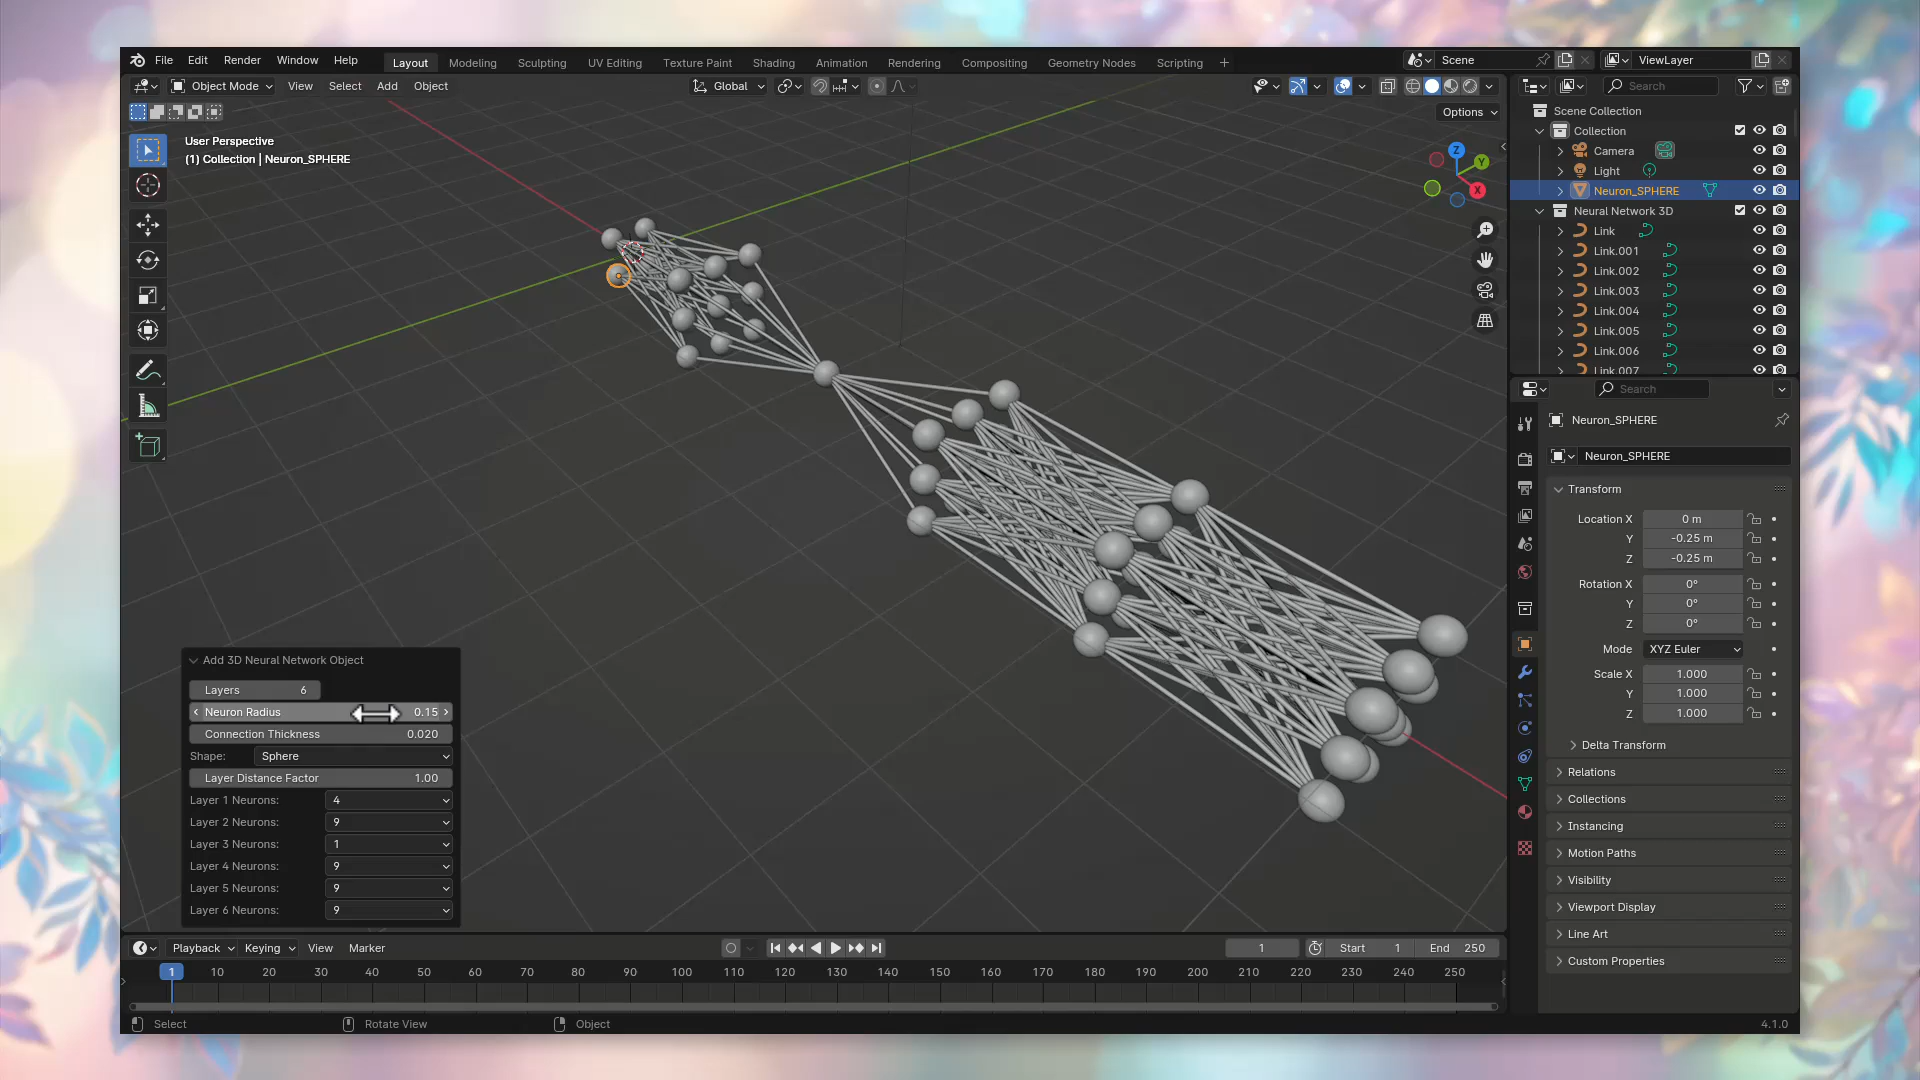 File Edit Render Window Help
Layout Modeling Sculpting UV Editing Texture Paint Shading Animation Rendering Compositing Geometry Nodes Scripting +
Scene
ViewLayer
Object Mode View Select Add Object
Global
Search
Options
User Perspective
(1) Collection | Neuron_SPHERE
Z
Y
X
Scene Collection
Collection
Camera
Light
Neuron_SPHERE
Neural Network 3D
Link
Link.001
Link.002
Link.003
Link.004
Link.005
Link.006
Link.007
Search
Neuron_SPHERE
Neuron_SPHERE
Transform
Location X 0 m
Y -0.25 m
Z -0.25 m
Rotation X 0°
Y 0°
Z 0°
Mode XYZ Euler
Scale X 1.000
Y 1.000
Z 1.000
Delta Transform
Relations
Collections
Instancing
Motion Paths
Visibility
Viewport Display
Line Art
Custom Properties
Add 3D Neural Network Object
Layers 6
Neuron Radius 0.15
Connection Thickness 0.020
Shape: Sphere
Layer Distance Factor 1.00
Layer 1 Neurons: 4
Layer 2 Neurons: 9
Layer 3 Neurons: 1
Layer 4 Neurons: 9
Layer 5 Neurons: 9
Layer 6 Neurons: 9
Playback Keying View Marker
1 Start 1 End 250
1 10 20 30 40 50 60 70 80 90 100 110 120 130 140 150 160 170 180 190 200 210 220 230 240 250
Select Rotate View Object
4.1.0